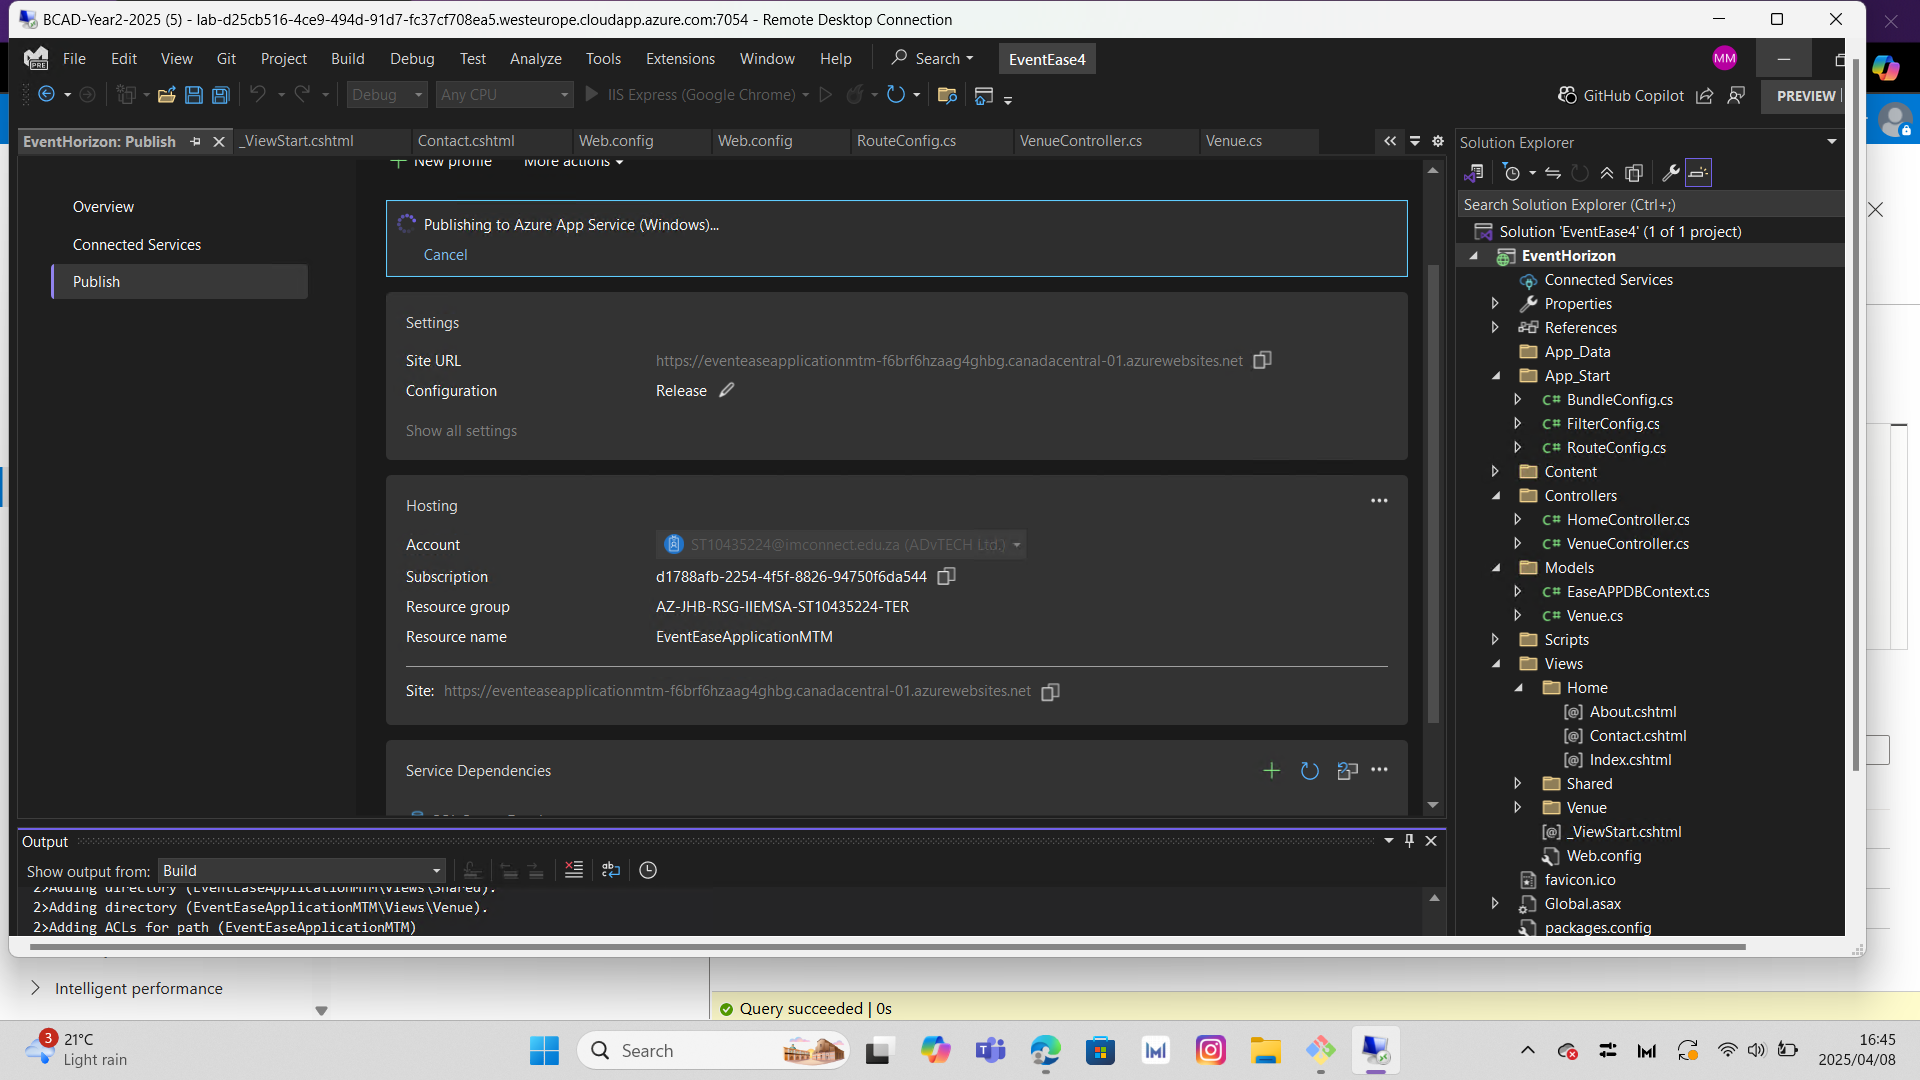 BCAD-Year2-2025 (5) - lab-d25cb516-4ce9-494d-91d7-fc37cf708ea5.westeurope.cloudapp.azure.com:7054 - Remote Desktop Connection
File Edit View Git Project Build Debug Test Analyze Tools Extensions Window Help Search EventEase4 MM
Debug Any CPU IIS Express (Google Chrome) GitHub Copilot PREVIEW
EventHorizon: Publish _ViewStart.cshtml Contact.cshtml Web.config Web.config RouteConfig.cs VenueController.cs Venue.cs
New profile More actions
Overview
Connected Services
Publish
Publishing to Azure App Service (Windows)...
Cancel
Settings
Site URL https://eventeaseapplicationmtm-f6brf6hzaag4ghbg.canadacentral-01.azurewebsites.net
Configuration Release
Show all settings
Hosting
Account ST10435224@imconnect.edu.za (ADvTECH Ltd.)
Subscription d1788afb-2254-4f5f-8826-94750f6da544
Resource group AZ-JHB-RSG-IIEMSA-ST10435224-TER
Resource name EventEaseApplicationMTM
Site: https://eventeaseapplicationmtm-f6brf6hzaag4ghbg.canadacentral-01.azurewebsites.net
Service Dependencies
Output
Show output from: Build
2>Adding directory (EventEaseApplicationMTM\Views\Shared).
2>Adding directory (EventEaseApplicationMTM\Views\Venue).
2>Adding ACLs for path (EventEaseApplicationMTM)
Solution Explorer
Search Solution Explorer (Ctrl+;)
Solution 'EventEase4' (1 of 1 project)
EventHorizon
Connected Services
Properties
References
App_Data
App_Start
C# BundleConfig.cs
C# FilterConfig.cs
C# RouteConfig.cs
Content
Controllers
C# HomeController.cs
C# VenueController.cs
Models
C# EaseAPPDBContext.cs
C# Venue.cs
Scripts
Views
Home
[@] About.cshtml
[@] Contact.cshtml
[@] Index.cshtml
Shared
Venue
[@] _ViewStart.cshtml
Web.config
favicon.ico
Global.asax
packages.config
Intelligent performance
Query succeeded | 0s
3 21°C
Light rain
Search
16:45
2025/04/08